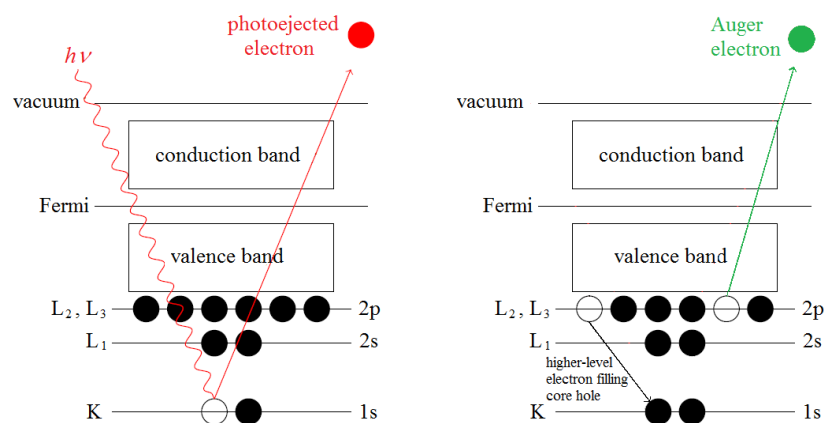 photoejected
electron
hν
vacuum
conduction band
Fermi
valence band
L₂ , L₃
2p
L₁
2s
K
1s
Auger
electron
vacuum
conduction band
Fermi
valence band
L₂ , L₃
2p
L₁
2s
higher-level
electron filling
core hole
K
1s